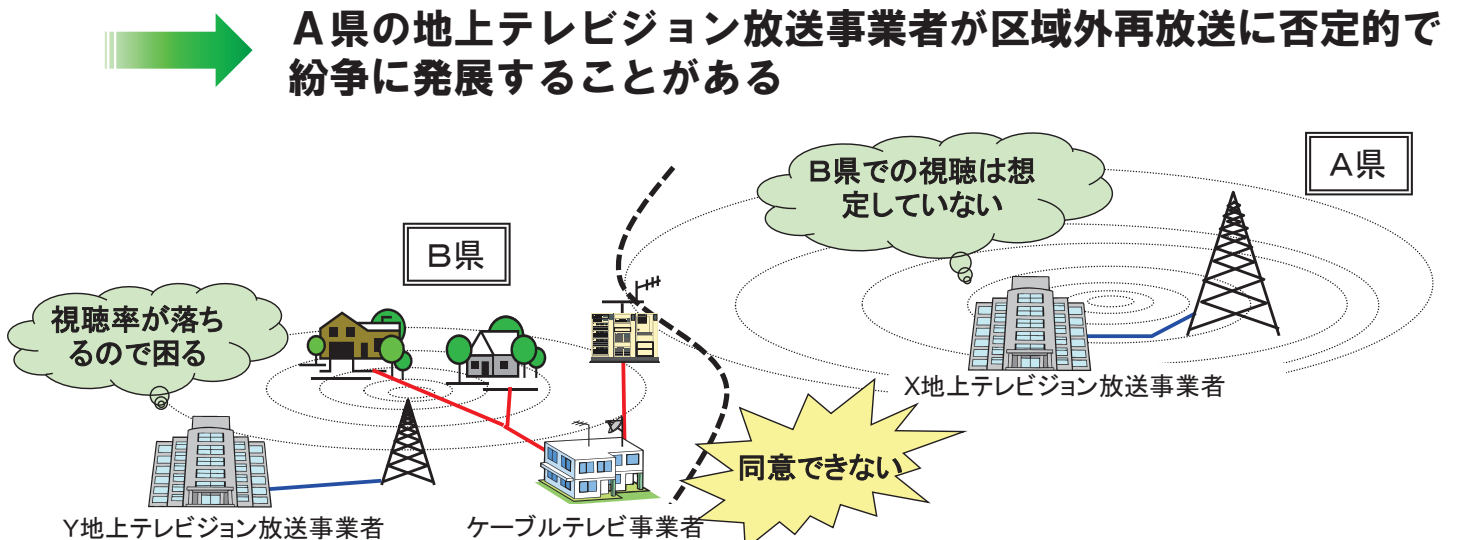 A県の地上テレビジョン放送事業者が区域外再放送に否定的で
紛争に発展することがある
A県
B県での視聴は想
定していない
B県
視聴率が落ち
るので困る
X地上テレビジョン放送事業者
同意できない
Y地上テレビジョン放送事業者
ケーブルテレビ事業者